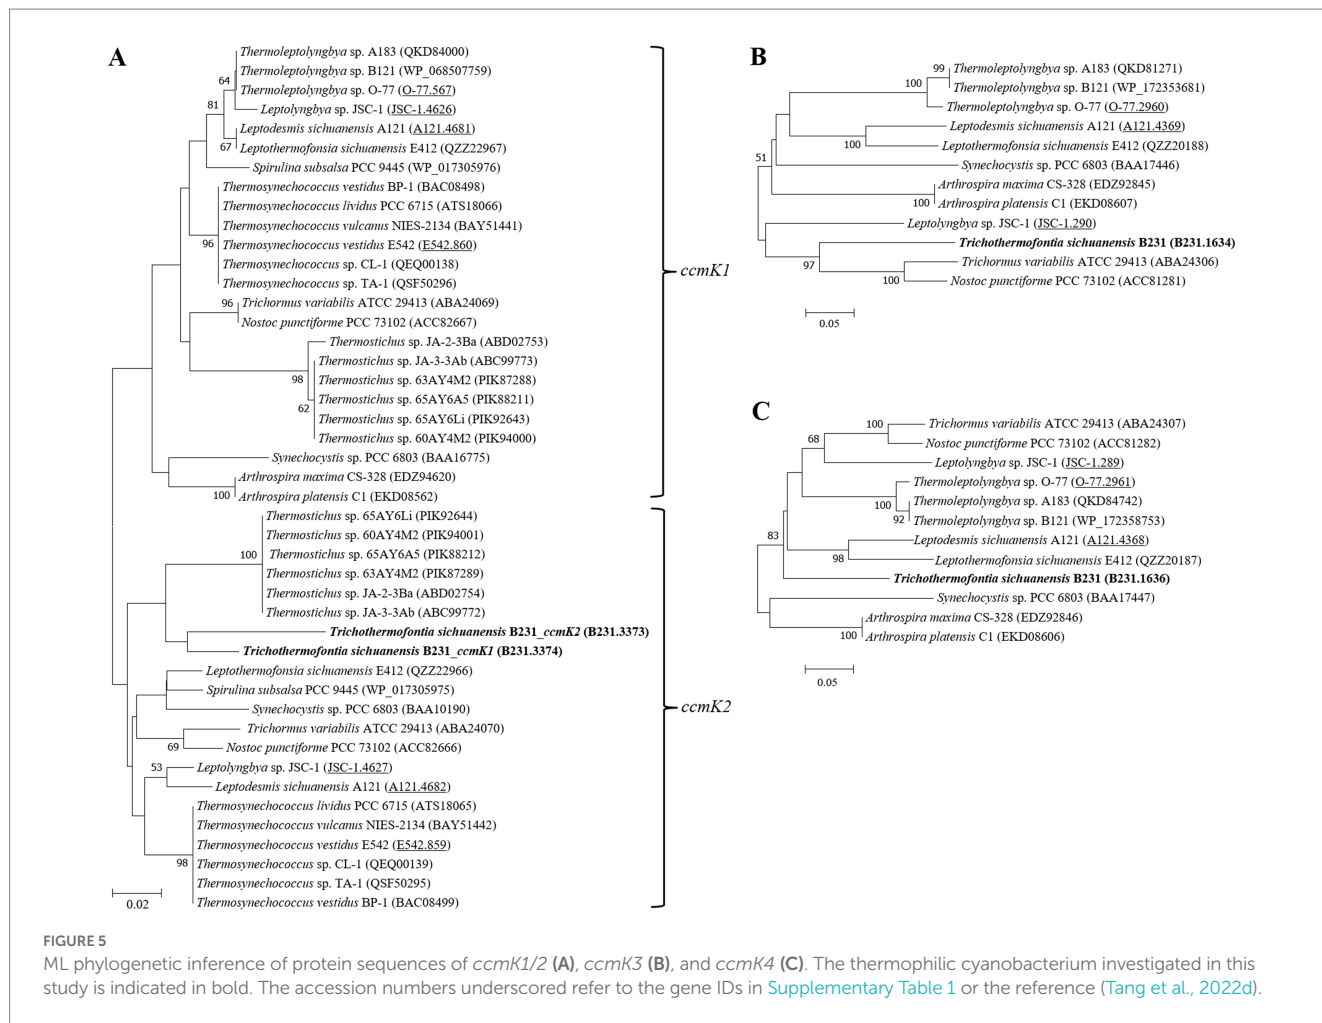 A
Thermoleptolyngbya sp. A183 (QKD84000)
Thermoleptolyngbya sp. B121 (WP_068507759)
64
Thermoleptolyngbya sp. O-77 (O-77.567)
81
Leptolyngbya sp. JSC-1 (JSC-1.4626)
Leptodesmis sichuanensis A121 (A121.4681)
67
Leptothermofonsia sichuanensis E412 (QZZ22967)
Spirulina subsalsa PCC 9445 (WP_017305976)
Thermosynechococcus vestidus BP-1 (BAC08498)
Thermosynechococcus lividus PCC 6715 (ATS18066)
Thermosynechococcus vulcanus NIES-2134 (BAY51441)
96
Thermosynechococcus vestidus E542 (E542.860)
Thermosynechococcus sp. CL-1 (QEQ00138)
Thermosynechococcus sp. TA-1 (QSF50296)
96
Trichormus variabilis ATCC 29413 (ABA24069)
Nostoc punctiforme PCC 73102 (ACC82667)
Thermostichus sp. JA-2-3Ba (ABD02753)
Thermostichus sp. JA-3-3Ab (ABC99773)
98
Thermostichus sp. 63AY4M2 (PIK87288)
Thermostichus sp. 65AY6A5 (PIK88211)
62
Thermostichus sp. 65AY6Li (PIK92643)
Thermostichus sp. 60AY4M2 (PIK94000)
Synechocystis sp. PCC 6803 (BAA16775)
Arthrospira maxima CS-328 (EDZ94620)
100
Arthrospira platensis C1 (EKD08562)
ccmK1
Thermostichus sp. 65AY6Li (PIK92644)
Thermostichus sp. 60AY4M2 (PIK94001)
100
Thermostichus sp. 65AY6A5 (PIK88212)
Thermostichus sp. 63AY4M2 (PIK87289)
Thermostichus sp. JA-2-3Ba (ABD02754)
Thermostichus sp. JA-3-3Ab (ABC99772)
Trichothermofontia sichuanensis B231_ccmK2 (B231.3373)
Trichothermofontia sichuanensis B231_ccmK1 (B231.3374)
Leptothermofonsia sichuanensis E412 (QZZ22966)
Spirulina subsalsa PCC 9445 (WP_017305975)
Synechocystis sp. PCC 6803 (BAA10190)
Trichormus variabilis ATCC 29413 (ABA24070)
69
Nostoc punctiforme PCC 73102 (ACC82666)
53
Leptolyngbya sp. JSC-1 (JSC-1.4627)
Leptodesmis sichuanensis A121 (A121.4682)
Thermosynechococcus lividus PCC 6715 (ATS18065)
Thermosynechococcus vulcanus NIES-2134 (BAY51442)
Thermosynechococcus vestidus E542 (E542.859)
98
Thermosynechococcus sp. CL-1 (QEQ00139)
Thermosynechococcus sp. TA-1 (QSF50295)
Thermosynechococcus vestidus BP-1 (BAC08499)
ccmK2
0.02
B
99
Thermoleptolyngbya sp. A183 (QKD81271)
100
Thermoleptolyngbya sp. B121 (WP_172353681)
Thermoleptolyngbya sp. O-77 (O-77.2960)
Leptodesmis sichuanensis A121 (A121.4369)
100
Leptothermofonsia sichuanensis E412 (QZZ20188)
51
Synechocystis sp. PCC 6803 (BAA17446)
Arthrospira maxima CS-328 (EDZ92845)
100
Arthrospira platensis C1 (EKD08607)
Leptolyngbya sp. JSC-1 (JSC-1.290)
Trichothermofontia sichuanensis B231 (B231.1634)
97
Trichormus variabilis ATCC 29413 (ABA24306)
100
Nostoc punctiforme PCC 73102 (ACC81281)
0.05
C
100
Trichormus variabilis ATCC 29413 (ABA24307)
68
Nostoc punctiforme PCC 73102 (ACC81282)
Leptolyngbya sp. JSC-1 (JSC-1.289)
Thermoleptolyngbya sp. O-77 (O-77.2961)
100
Thermoleptolyngbya sp. A183 (QKD84742)
92
Thermoleptolyngbya sp. B121 (WP_172358753)
83
Leptodesmis sichuanensis A121 (A121.4368)
98
Leptothermofonsia sichuanensis E412 (QZZ20187)
Trichothermofontia sichuanensis B231 (B231.1636)
Synechocystis sp. PCC 6803 (BAA17447)
Arthrospira maxima CS-328 (EDZ92846)
100
Arthrospira platensis C1 (EKD08606)
0.05
FIGURE 5
ML phylogenetic inference of protein sequences of ccmK1/2 (A), ccmK3 (B), and ccmK4 (C). The thermophilic cyanobacterium investigated in this
study is indicated in bold. The accession numbers underscored refer to the gene IDs in Supplementary Table 1 or the reference (Tang et al., 2022d).